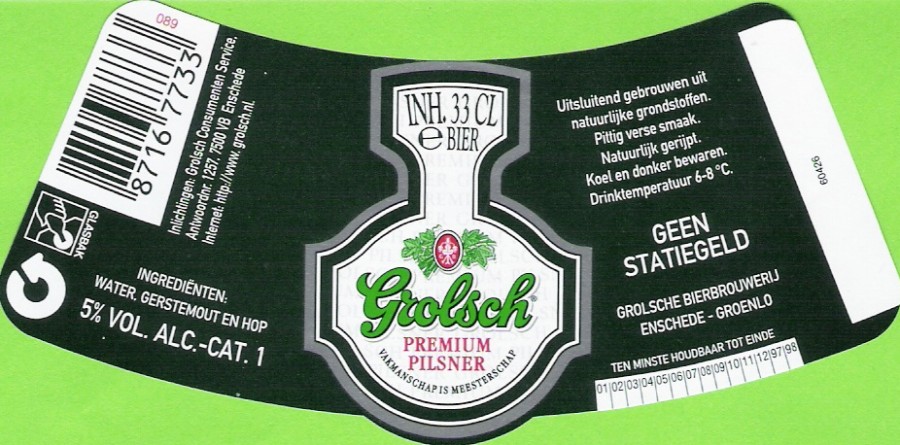 089
8716 7733
Inlichtingen: Grolsch Consumenten Service.
Antwoordnr. 1257. 7500 VB Enschede
Internet: http://www. grolsch.nl.
GLASBAK
INGREDIËNTEN:
WATER, GERSTEMOUT EN HOP
5% VOL. ALC.-CAT. 1
INH. 33 CL
e BIER
Grolsch®
PREMIUM
PILSNER
VAKMANSCHAP IS MEESTERSCHAP
Uitsluitend gebrouwen uit
natuurlijke grondstoffen.
Pittig verse smaak.
Natuurlijk gerijpt.
Koel en donker bewaren.
Drinktemperatuur 6-8 °C.
GEEN
STATIEGELD
GROLSCHE BIERBROUWERIJ
ENSCHEDE - GROENLO
TEN MINSTE HOUDBAAR TOT EINDE
01|02|03|04|05|06|07|08|09|10|11|12|97|98
60426